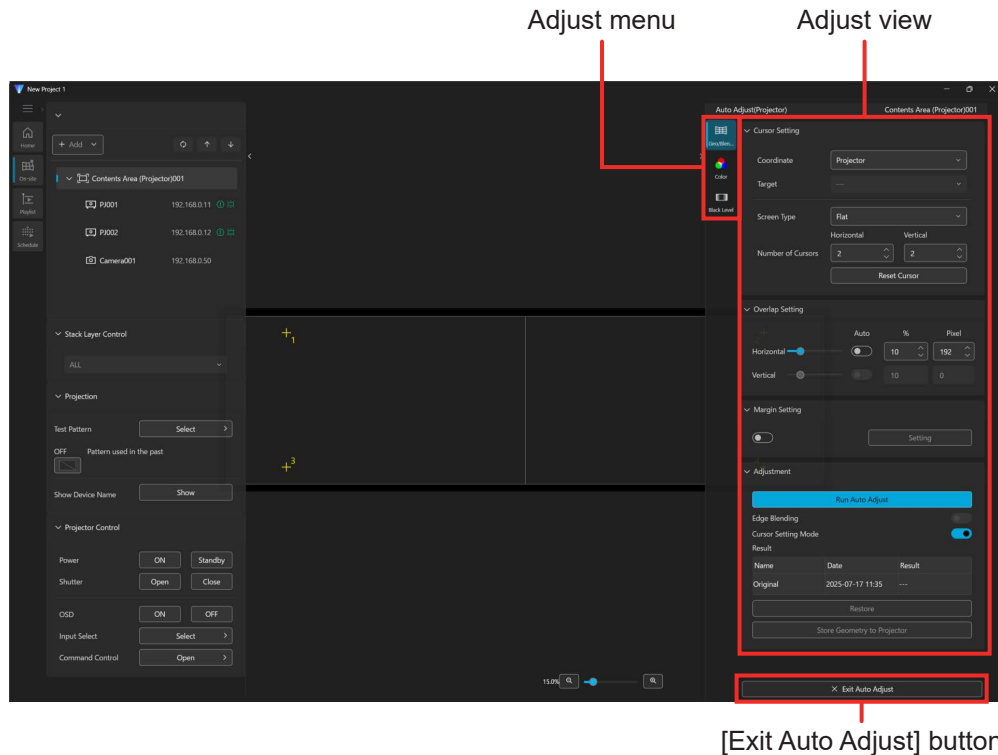 Adjust menu
Adjust view
New Project 1
Auto Adjust(Projector)
Contents Area (Projector)001
Home
On-site
Playlist
Schedule
+ Add
Contents Area (Projector)001
PJ001 192.168.0.11
PJ002 192.168.0.12
Camera001 192.168.0.50
Stack Layer Control
ALL
Projection
Test Pattern Select
OFF Pattern used in the past
Show Device Name Show
Projector Control
Power ON Standby
Shutter Open Close
OSD ON OFF
Input Select Select
Command Control Open
1
3
15.0%
Geo/Blen...
Color
Black Level
Cursor Setting
Coordinate Projector
Target ---
Screen Type Flat
Horizontal Vertical
Number of Cursors 2 2
Reset Cursor
Overlap Setting
Auto % Pixel
Horizontal 10 192
Vertical 10 0
Margin Setting
Setting
Adjustment
Run Auto Adjust
Edge Blending
Cursor Setting Mode
Result
Name Date Result
Original 2025-07-17 11:35 ---
Restore
Store Geometry to Projector
Exit Auto Adjust
[Exit Auto Adjust] button